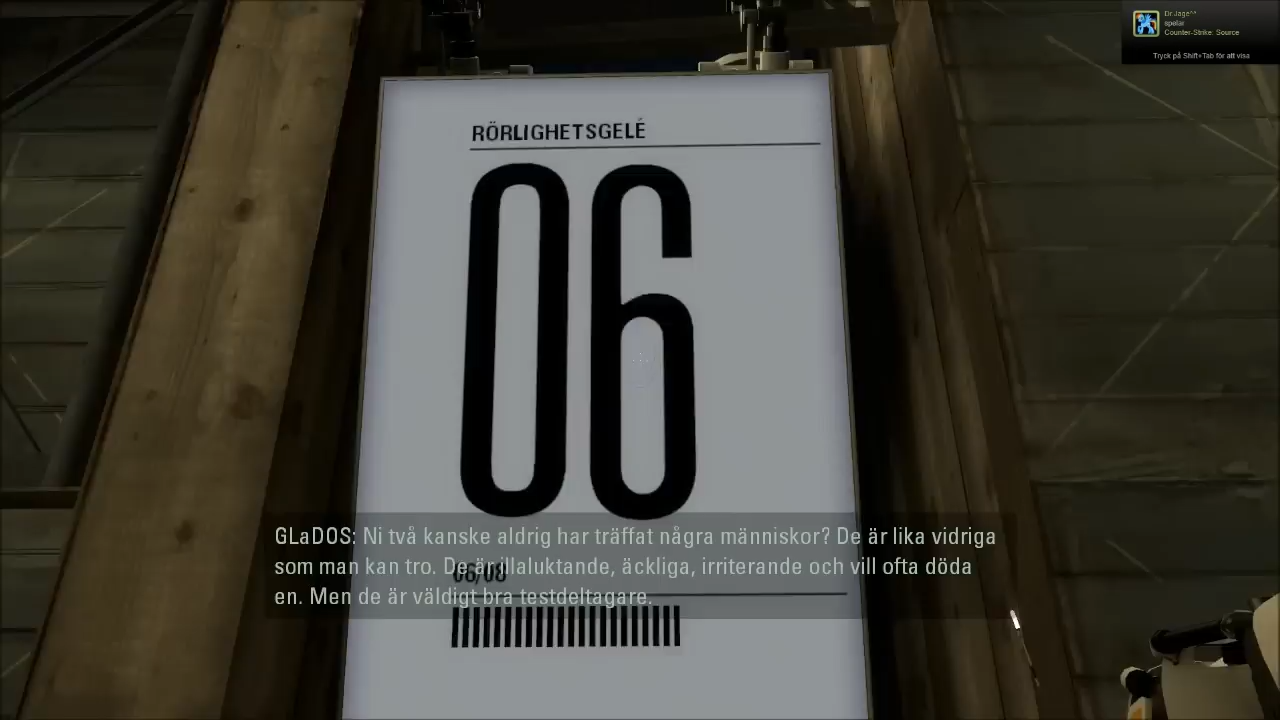 Dr.Jage^^
spelar
Counter-Strike: Source
Tryck på Shift+Tab för att visa
RÖRLIGHETSGELÉ
06
GLaDOS: Ni två kanske aldrig har träffat några människor? De är lika vidriga
som man kan tro. De är illaluktande, äckliga, irriterande och vill ofta döda
06/08
en. Men de är väldigt bra testdeltagare.